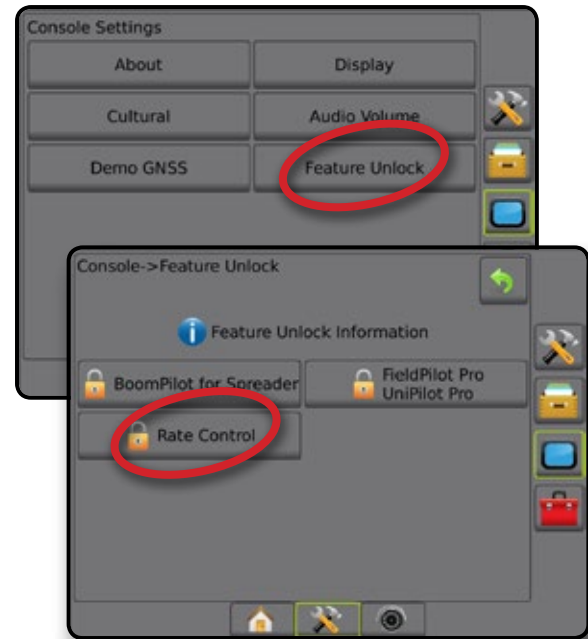 Console Settings
About
Display
Cultural
Audio Volume
Demo GNSS
Feature Unlock
Console->Feature Unlock
Feature Unlock Information
BoomPilot for Spreader
FieldPilot Pro
UniPilot Pro
Rate Control